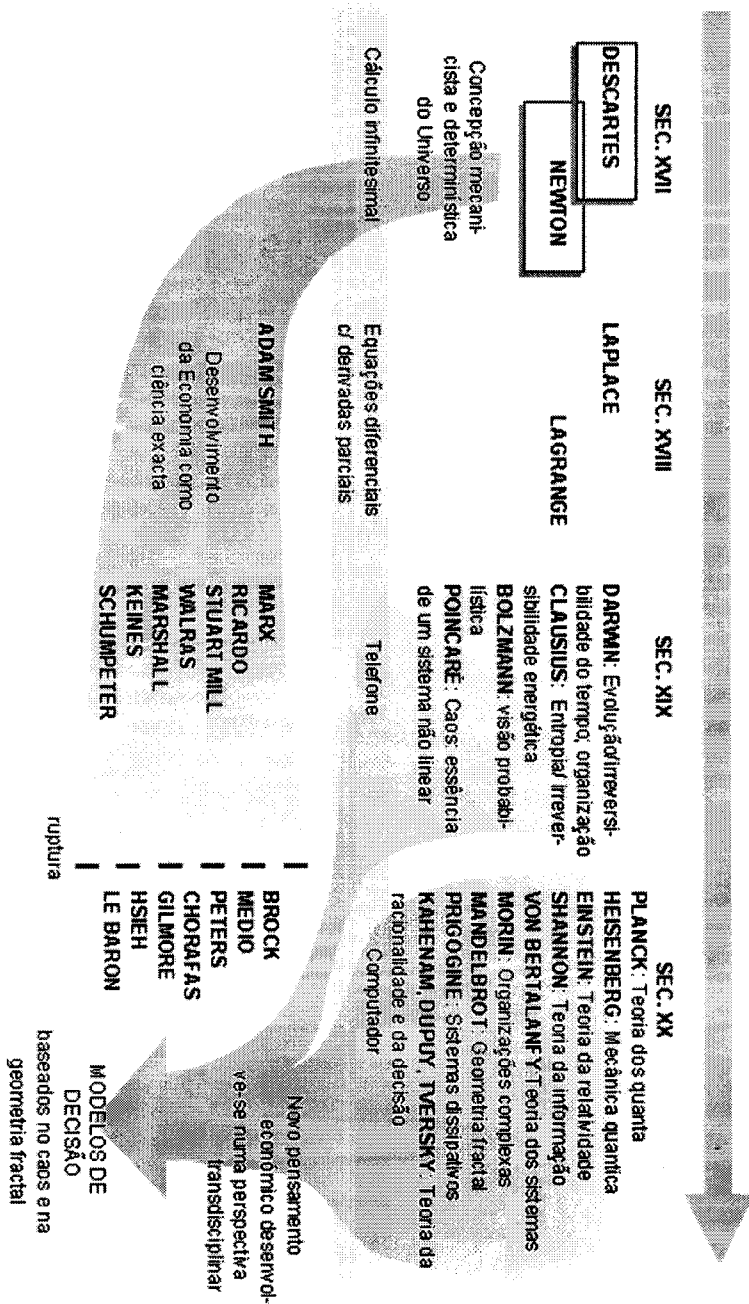 SEC. XVII
SEC. XVIII
SEC. XIX
SEC. XX
DESCARTES
NEWTON
Concepção mecani-
cista e determinística
do Universo
Cálculo infinitesimal
LAPLACE
LAGRANGE
Equações diferenciais
c/ derivadas parciais
DARWIN: Evolução/irreversi-
bilidade do tempo; organização
CLAUSIUS: Entropia/ irrever-
sibilidade energética
BOLZMANN: visão probabi-
lística
POINCARÉ: Caos: essência
de um sistema não linear
Telefone
PLANCK: Teoria dos quanta
HEISENBERG: Mecânica quantica
EINSTEIN: Teoria da relatividade
SHANNON: Teoria da informação
VON BERTALANFY: Teoria dos sistemas
MORIN: Organizações complexas
MANDELBROT: Geometria fractal
PRIGOGINE: Sistemas dissipativos
KAHENAM, DUPUY, TVERSKY: Teoria da
racionalidade e da decisão
Computador
ADAM SMITH
Desenvolvimento
da Economia como
ciência exacta
MARX
RICARDO
STUART MILL
WALRAS
MARSHALL
KEINES
SCHUMPETER
ruptura
BROCK
MEDIO
PETERS
CHORAFAS
GILMORE
HSIEH
LE BARON
Novo pensamento
económico desenvol-
ve-se numa perspectiva
transdisciplinar
MODELOS DE
DECISÃO
baseados no caos e na
geometria fractal